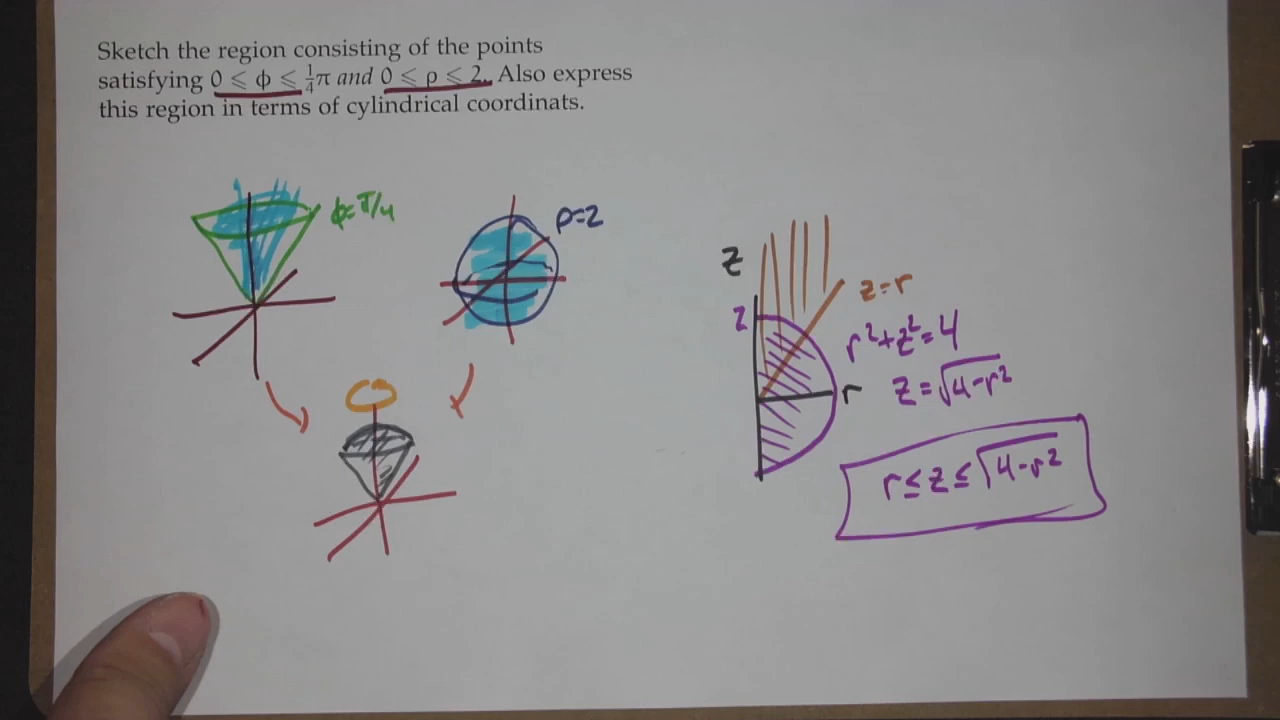 Sketch the region consisting of the points
satisfying 0 ⩽ ϕ ⩽ ¼π and 0 ⩽ ρ ⩽ 2. Also express
this region in terms of cylindrical coordinats.
ϕ=π/4
ρ=2
z
z=r
2
r²+z²=4
r
z=√4-r²
r≤z≤√4-r²